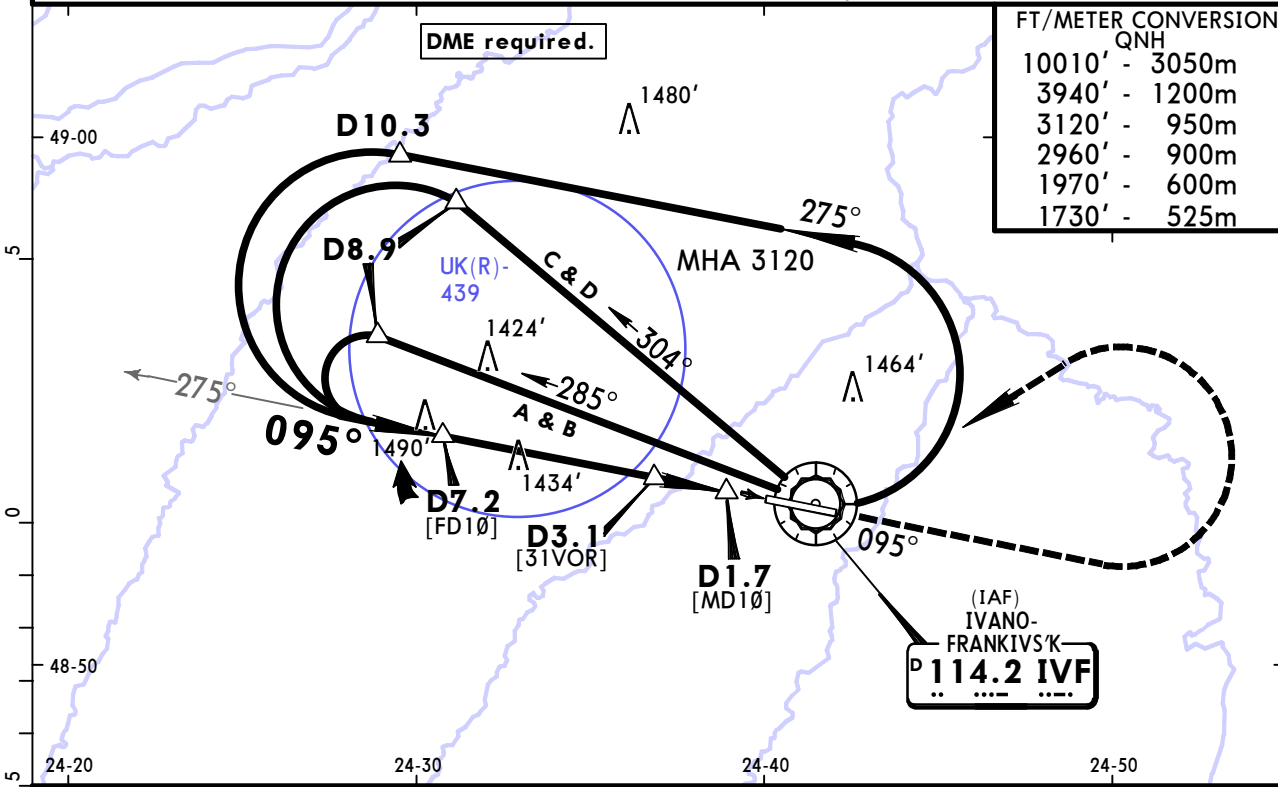 DME required.
FT/METER CONVERSION
QNH
10010' - 3050m
3940' - 1200m
3120' - 950m
2960' - 900m
1970' - 600m
1730' - 525m
1480'
D10.3
49-00
275°
D8.9
MHA 3120
UK(R)-
439
C & D
5
1424'
304°
1464'
275°
285°
A & B
095°
1490'
1434'
D7.2
[FD1Ø]
0
D3.1
[31VOR]
095°
D1.7
[MD1Ø]
(IAF)
IVANO-
FRANKIVS'K
D 114.2 IVF
48-50
5
24-20
24-30
24-40
24-50